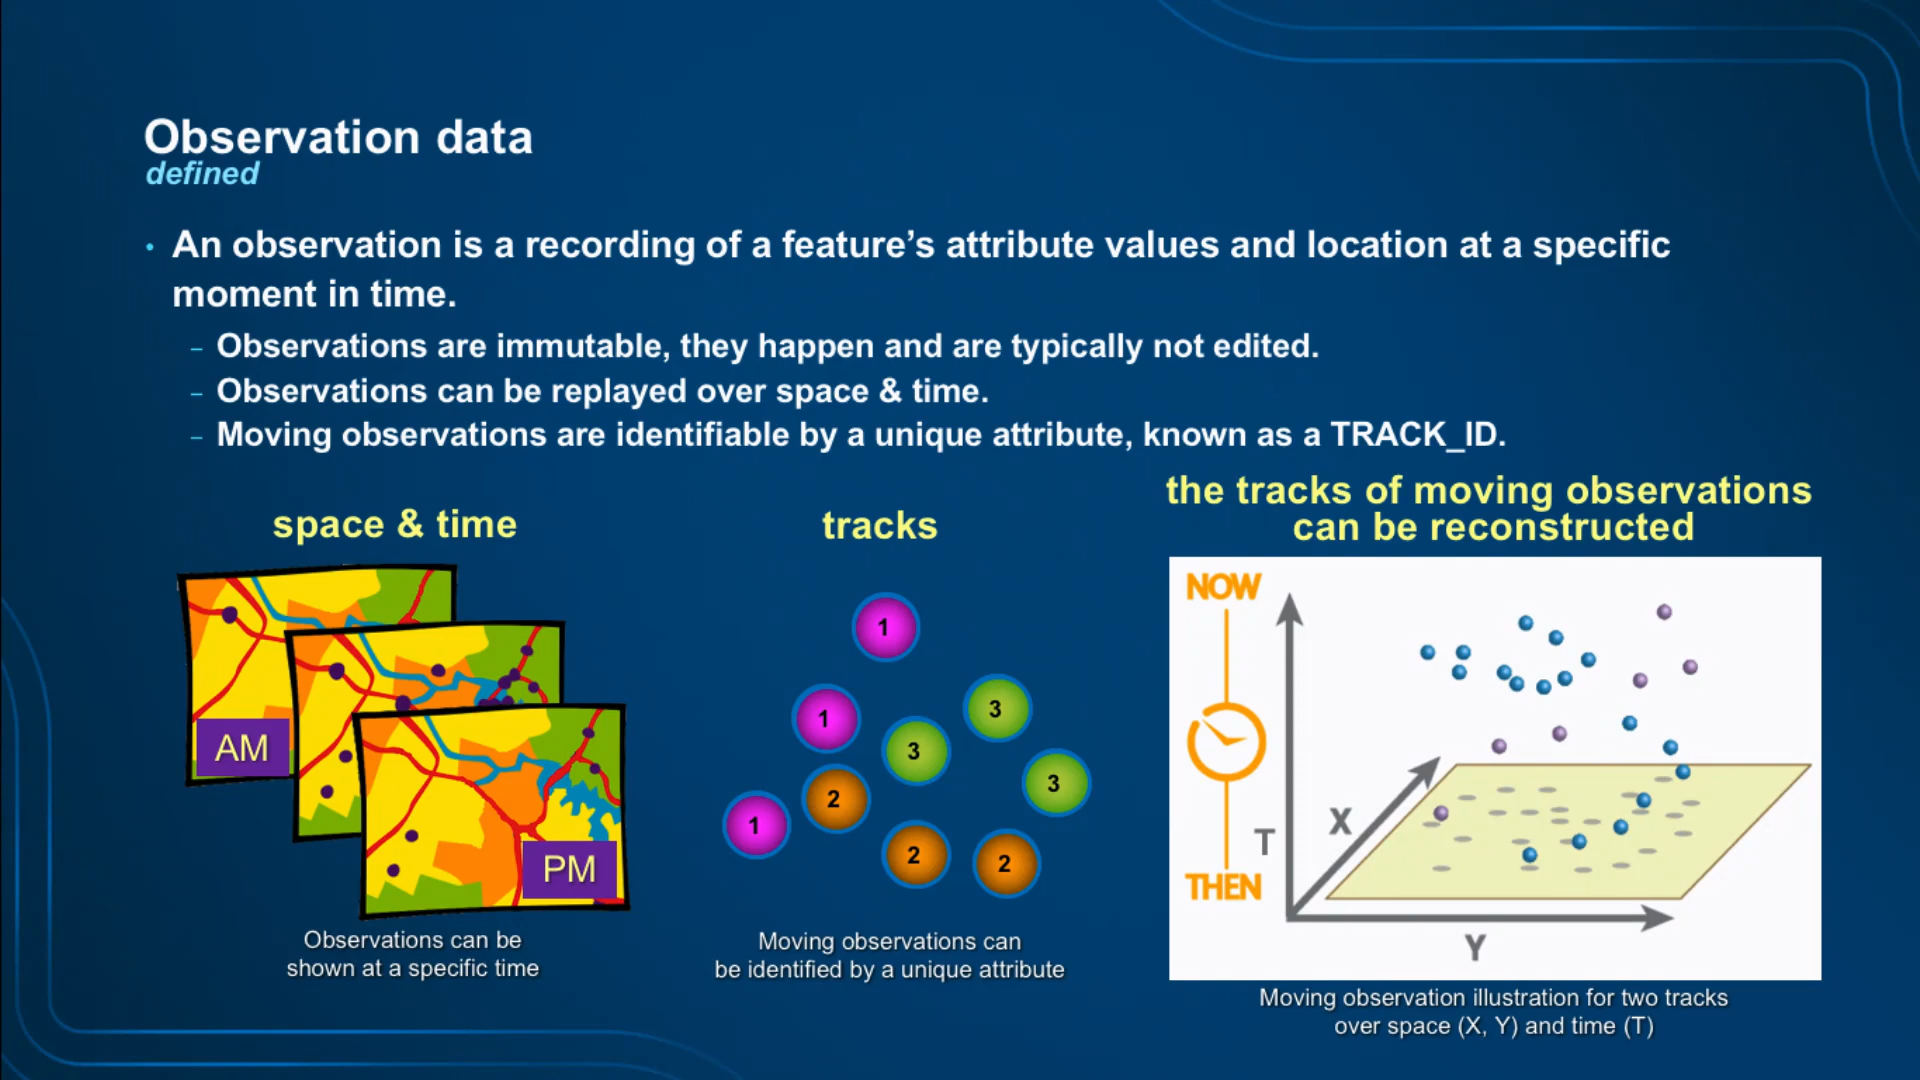 Observation data
defined
• An observation is a recording of a feature’s attribute values and location at a specific
moment in time.
– Observations are immutable, they happen and are typically not edited.
– Observations can be replayed over space & time.
– Moving observations are identifiable by a unique attribute, known as a TRACK_ID.
space & time
AM
PM
Observations can be
shown at a specific time
tracks
1
1
3
3
3
2
1
2
2
Moving observations can
be identified by a unique attribute
the tracks of moving observations
can be reconstructed
NOW
THEN
T
X
Y
Moving observation illustration for two tracks
over space (X, Y) and time (T)